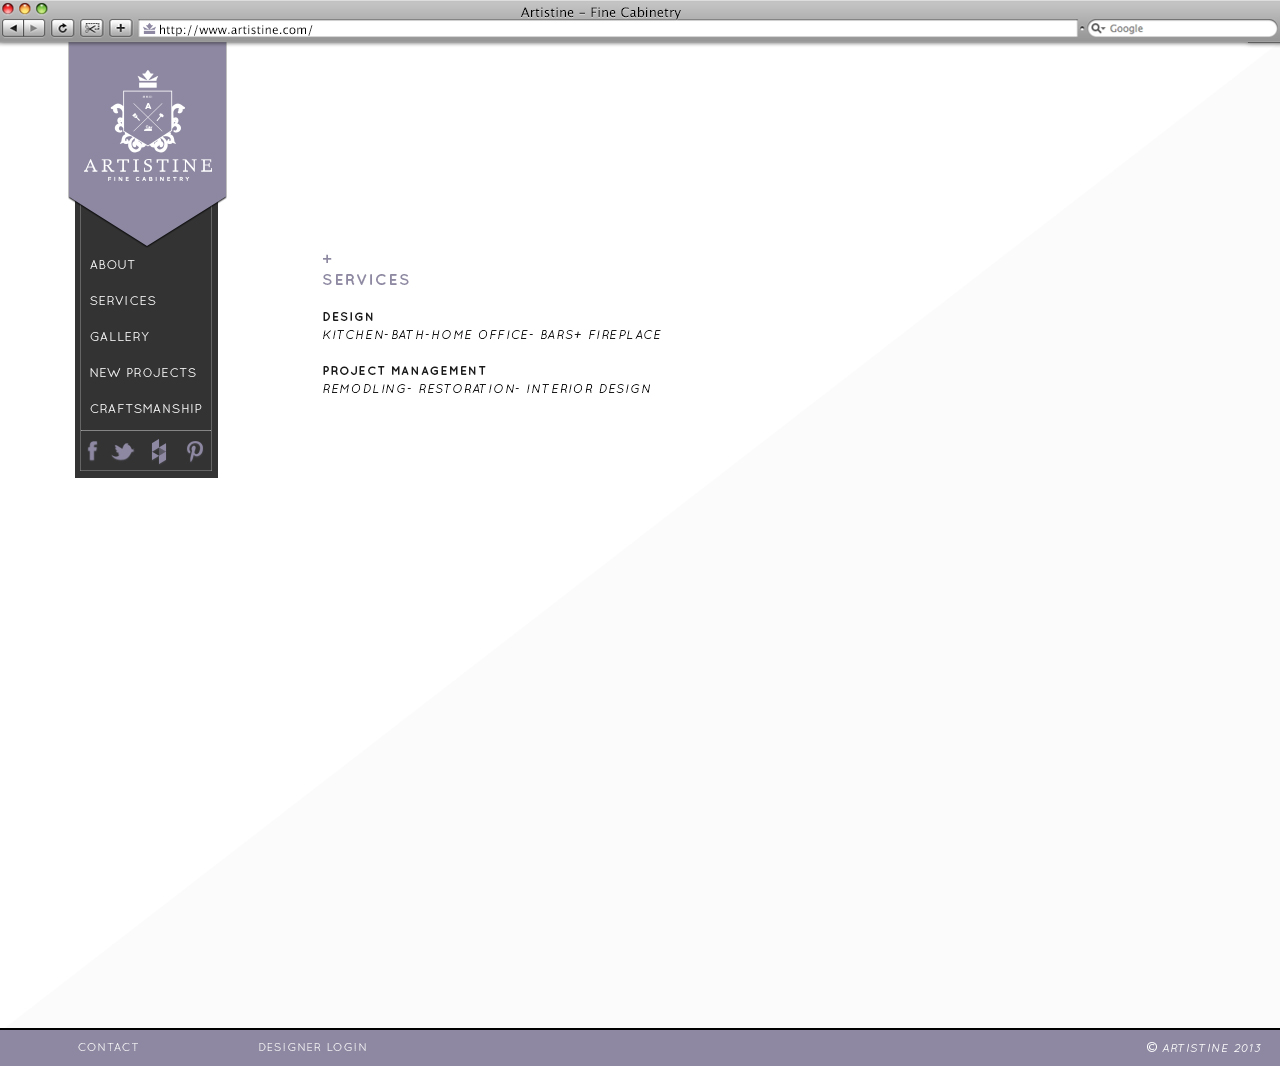 Artistine – Fine Cabinetry
http://www.artistine.com/
Google
A
ARTISTINE
FINE CABINETRY
ABOUT
SERVICES
GALLERY
NEW PROJECTS
CRAFTSMANSHIP
+
SERVICES
DESIGN
KITCHEN-BATH-HOME OFFICE- BARS+ FIREPLACE
PROJECT MANAGEMENT
REMODLING- RESTORATION- INTERIOR DESIGN
CONTACT DESIGNER LOGIN © ARTISTINE 2013